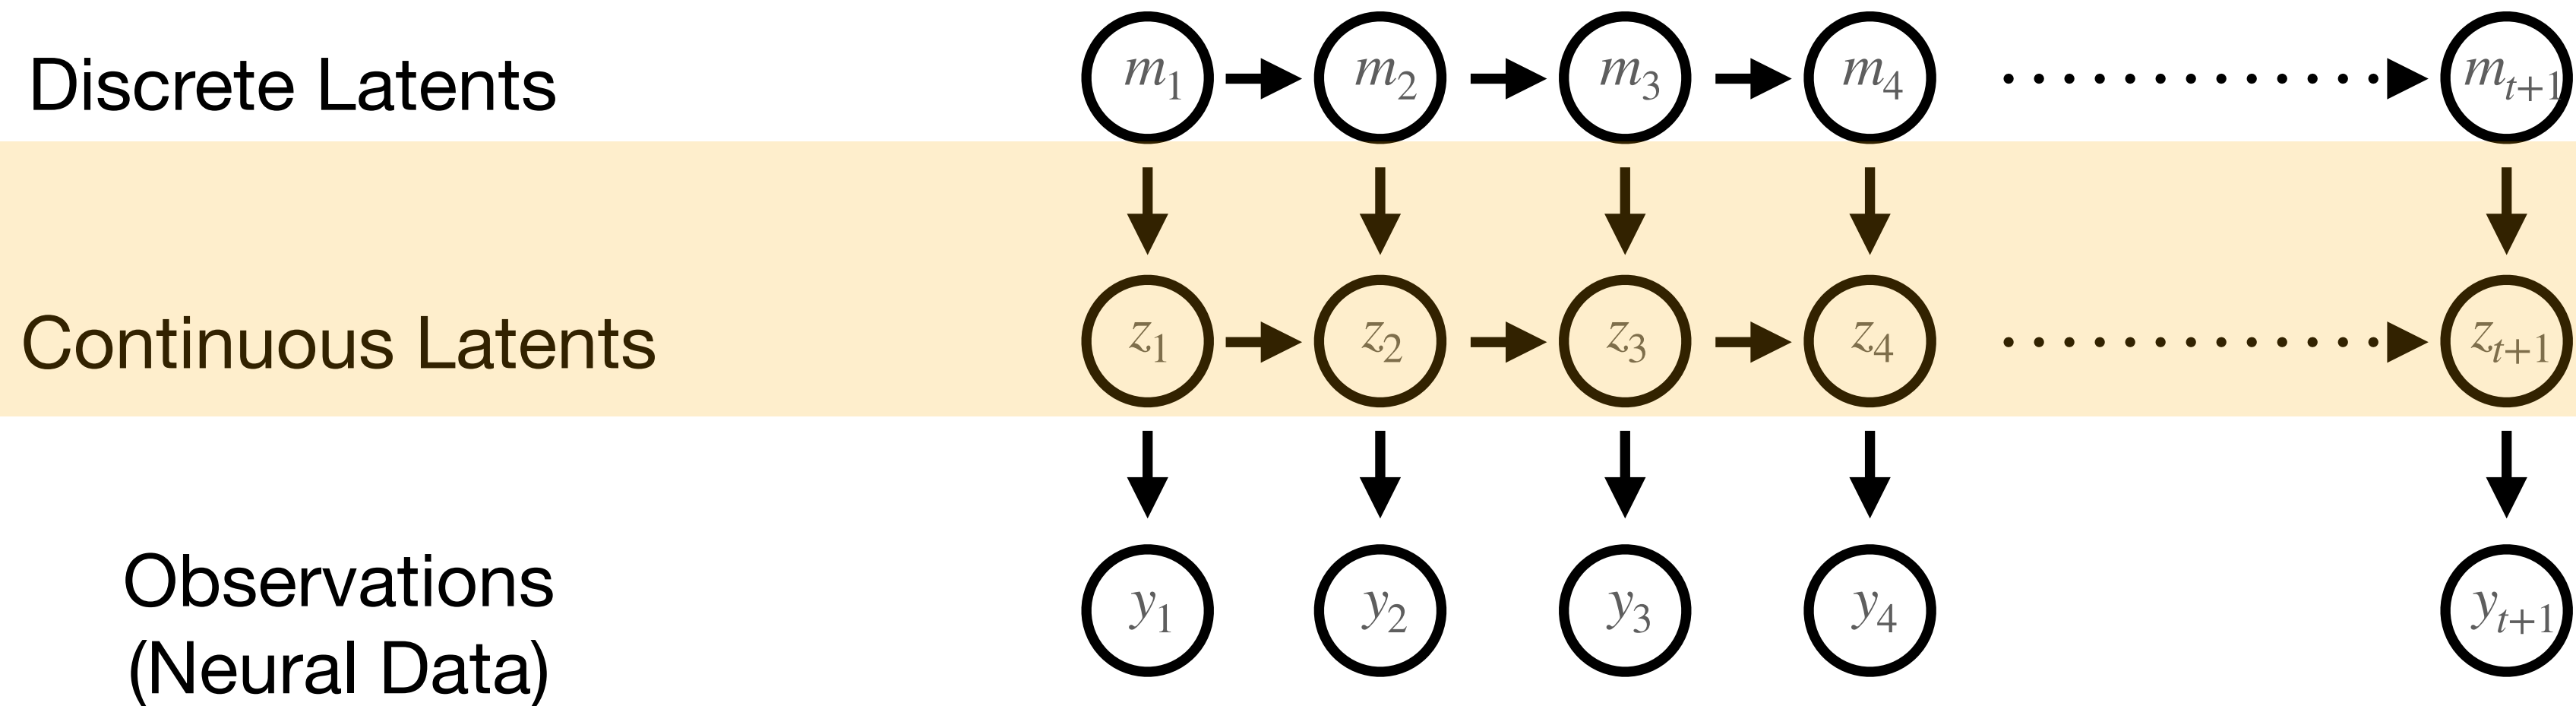 Discrete Latents m₁ m₂ m₃ m₄ mₜ₊₁
Continuous Latents z₁ z₂ z₃ z₄ zₜ₊₁
Observations
(Neural Data) y₁ y₂ y₃ y₄ yₜ₊₁